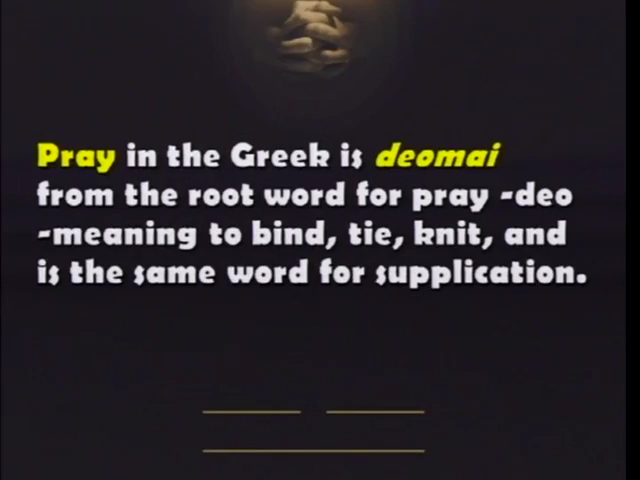 Pray in the Greek is deomai
from the root word for pray -deo
-meaning to bind, tie, knit, and
is the same word for supplication.